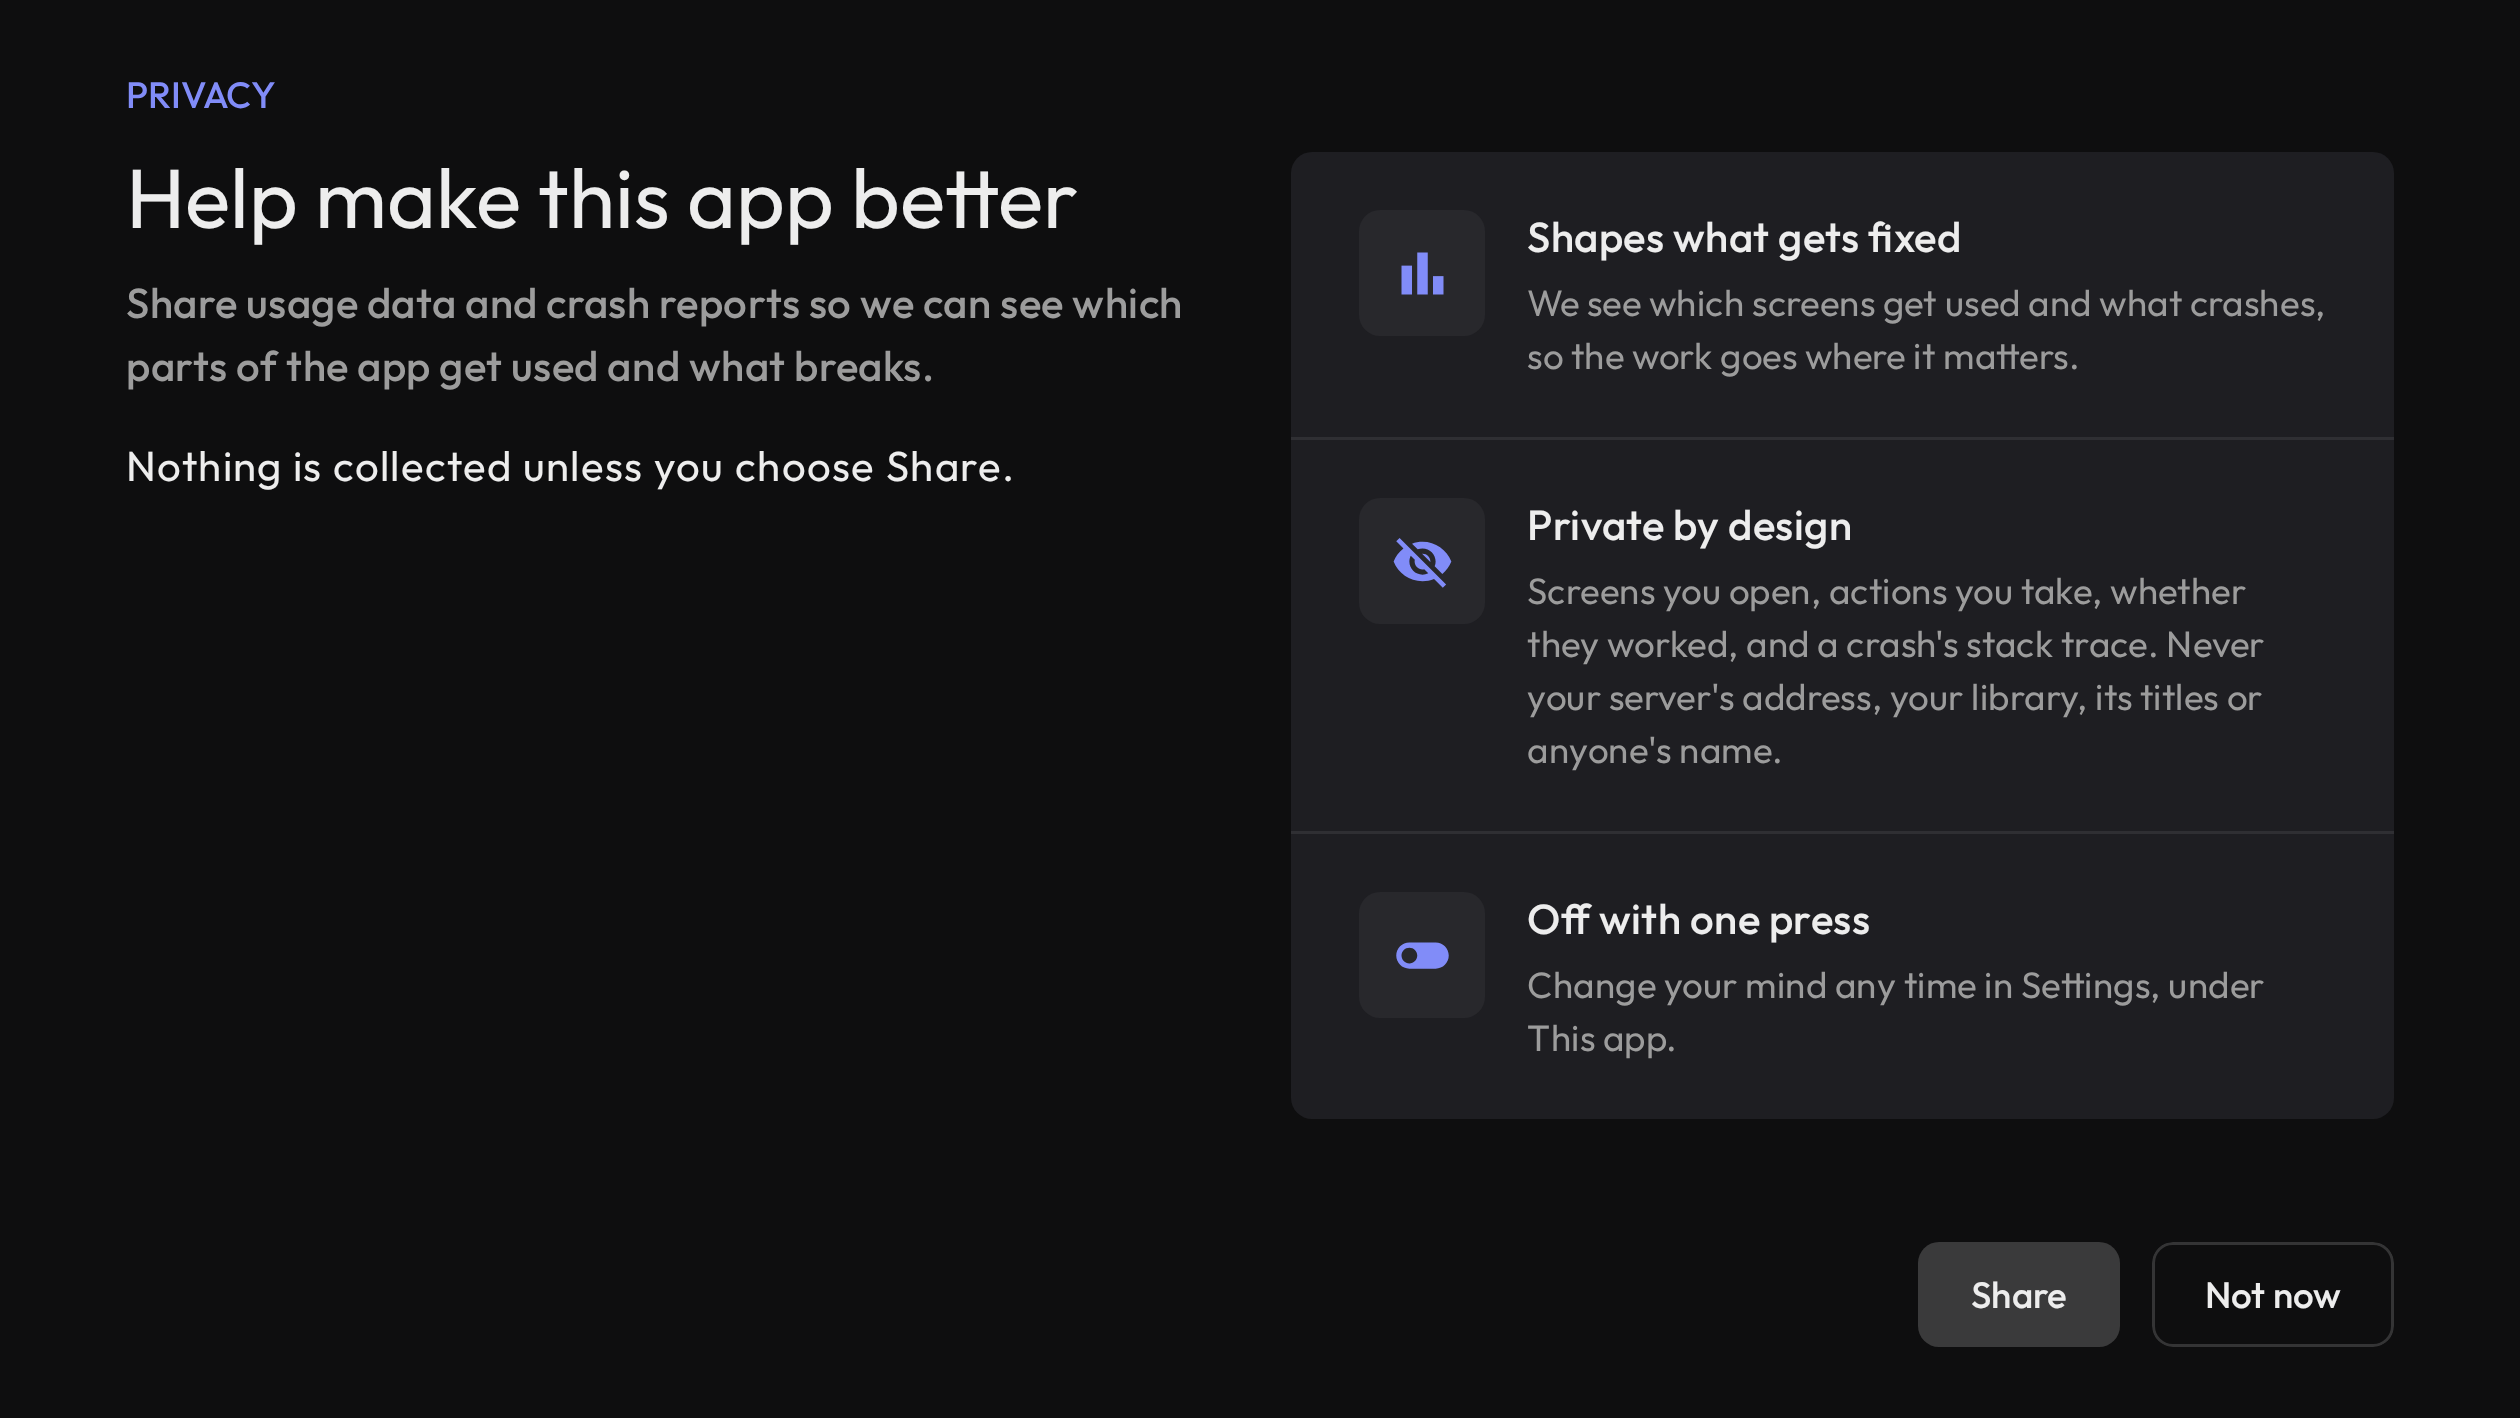 PRIVACY
Help make this app better
Share usage data and crash reports so we can see which
parts of the app get used and what breaks.
Nothing is collected unless you choose Share.
Shapes what gets fixed
We see which screens get used and what crashes,
so the work goes where it matters.
Private by design
Screens you open, actions you take, whether
they worked, and a crash's stack trace. Never
your server's address, your library, its titles or
anyone's name.
Off with one press
Change your mind any time in Settings, under
This app.
Share
Not now